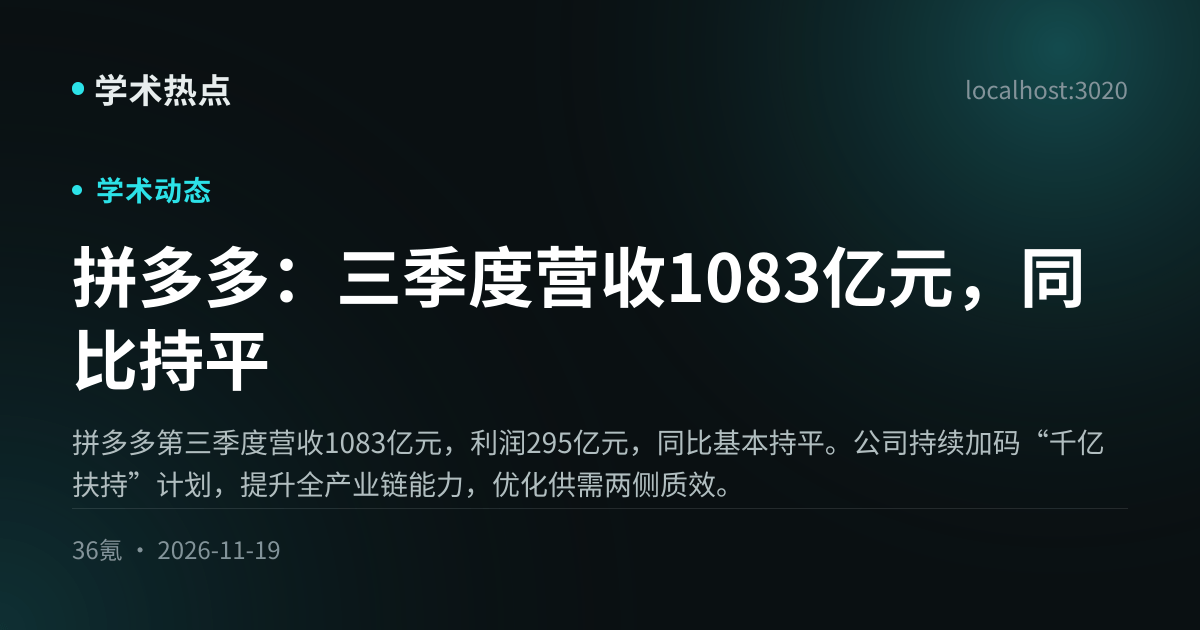 学术热点
localhost:3020
学术动态
拼多多：三季度营收1083亿元，同
比持平
拼多多第三季度营收1083亿元，利润295亿元，同比基本持平。公司持续加码“千亿
扶持”计划，提升全产业链能力，优化供需两侧质效。
36氪 · 2026-11-19